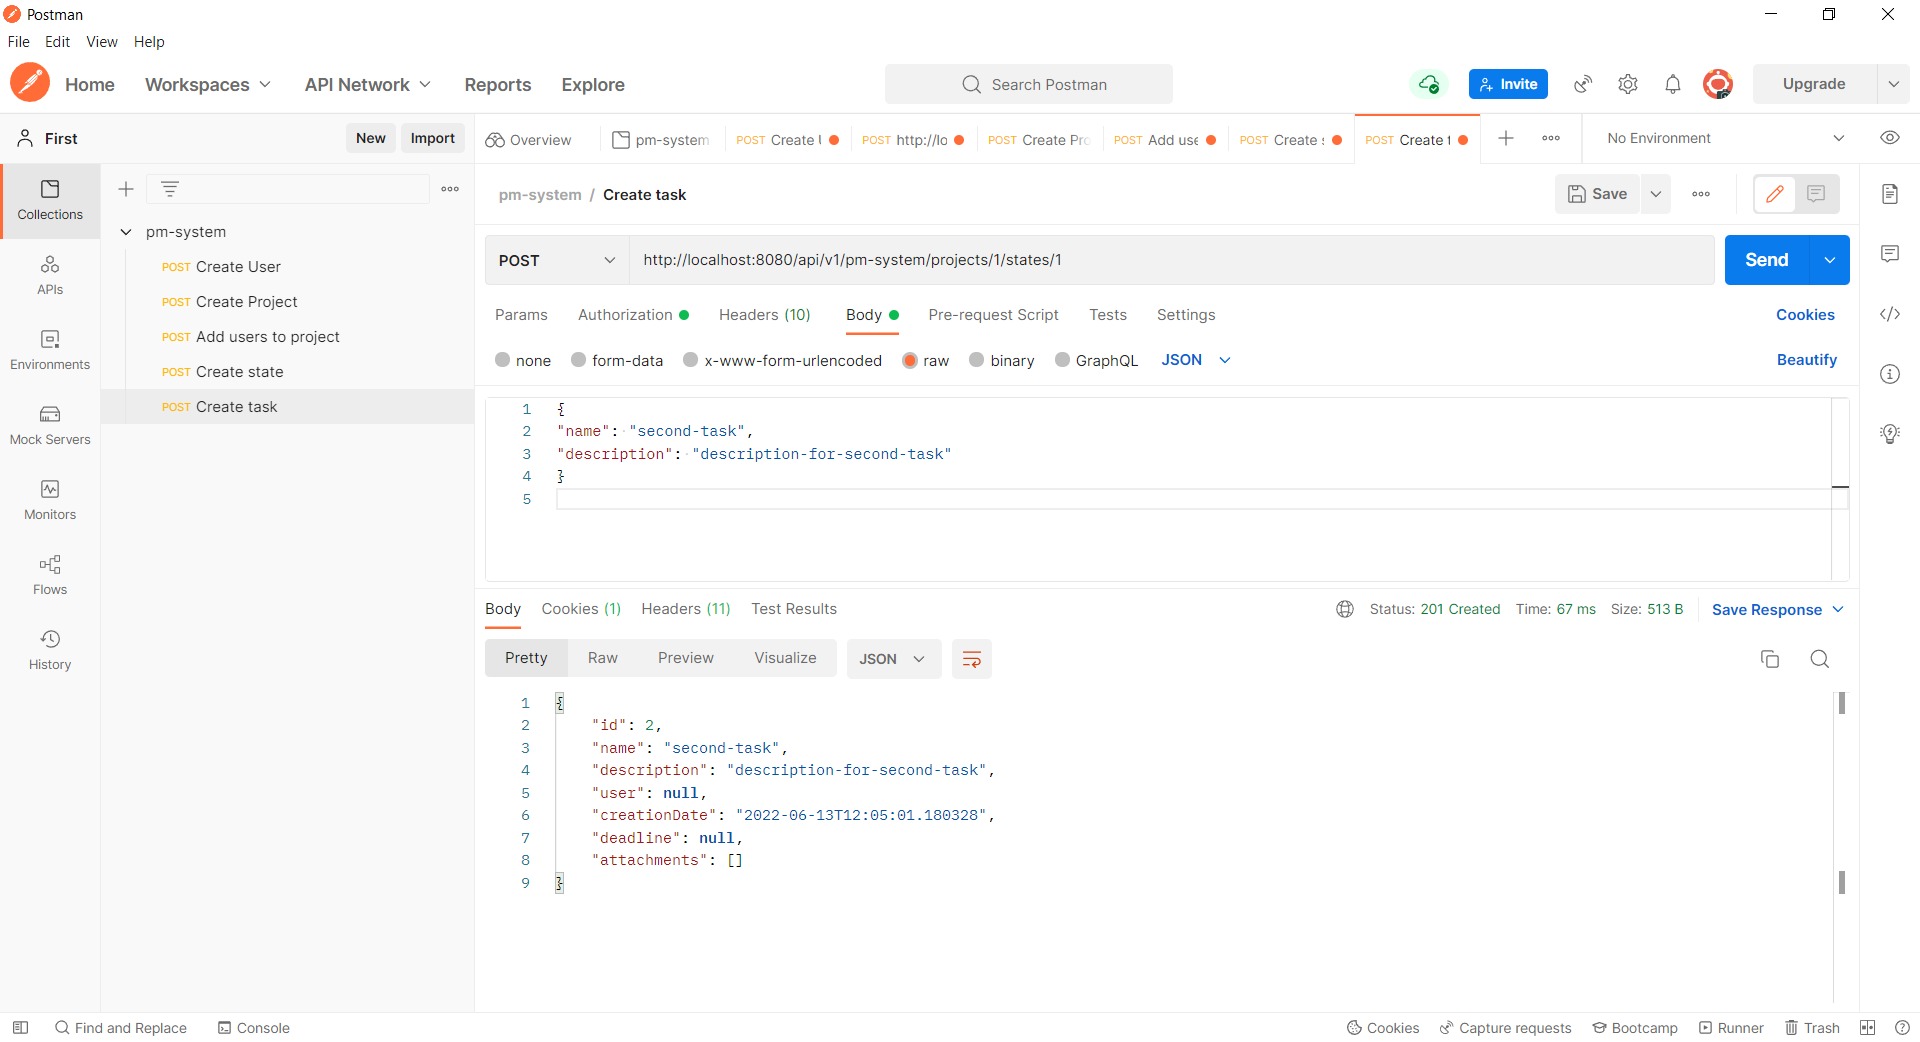 Postman
File Edit View Help
Home Workspaces API Network Reports Explore Search Postman Invite Upgrade
First New Import Overview pm-system POST Create U POST http://lo POST Create Pro POST Add use POST Create s POST Create t No Environment
Collections
APIs
Environments
Mock Servers
Monitors
Flows
History
pm-system
POST Create User
POST Create Project
POST Add users to project
POST Create state
POST Create task
pm-system / Create task Save
POST http://localhost:8080/api/v1/pm-system/projects/1/states/1 Send
Params Authorization Headers (10) Body Pre-request Script Tests Settings Cookies
none form-data x-www-form-urlencoded raw binary GraphQL JSON Beautify
1 {
2 "name": "second-task",
3 "description": "description-for-second-task"
4 }
5
Body Cookies (1) Headers (11) Test Results Status: 201 Created Time: 67 ms Size: 513 B Save Response
Pretty Raw Preview Visualize JSON
1 {
2 "id": 2,
3 "name": "second-task",
4 "description": "description-for-second-task",
5 "user": null,
6 "creationDate": "2022-06-13T12:05:01.180328",
7 "deadline": null,
8 "attachments": []
9 }
Find and Replace Console Cookies Capture requests Bootcamp Runner Trash